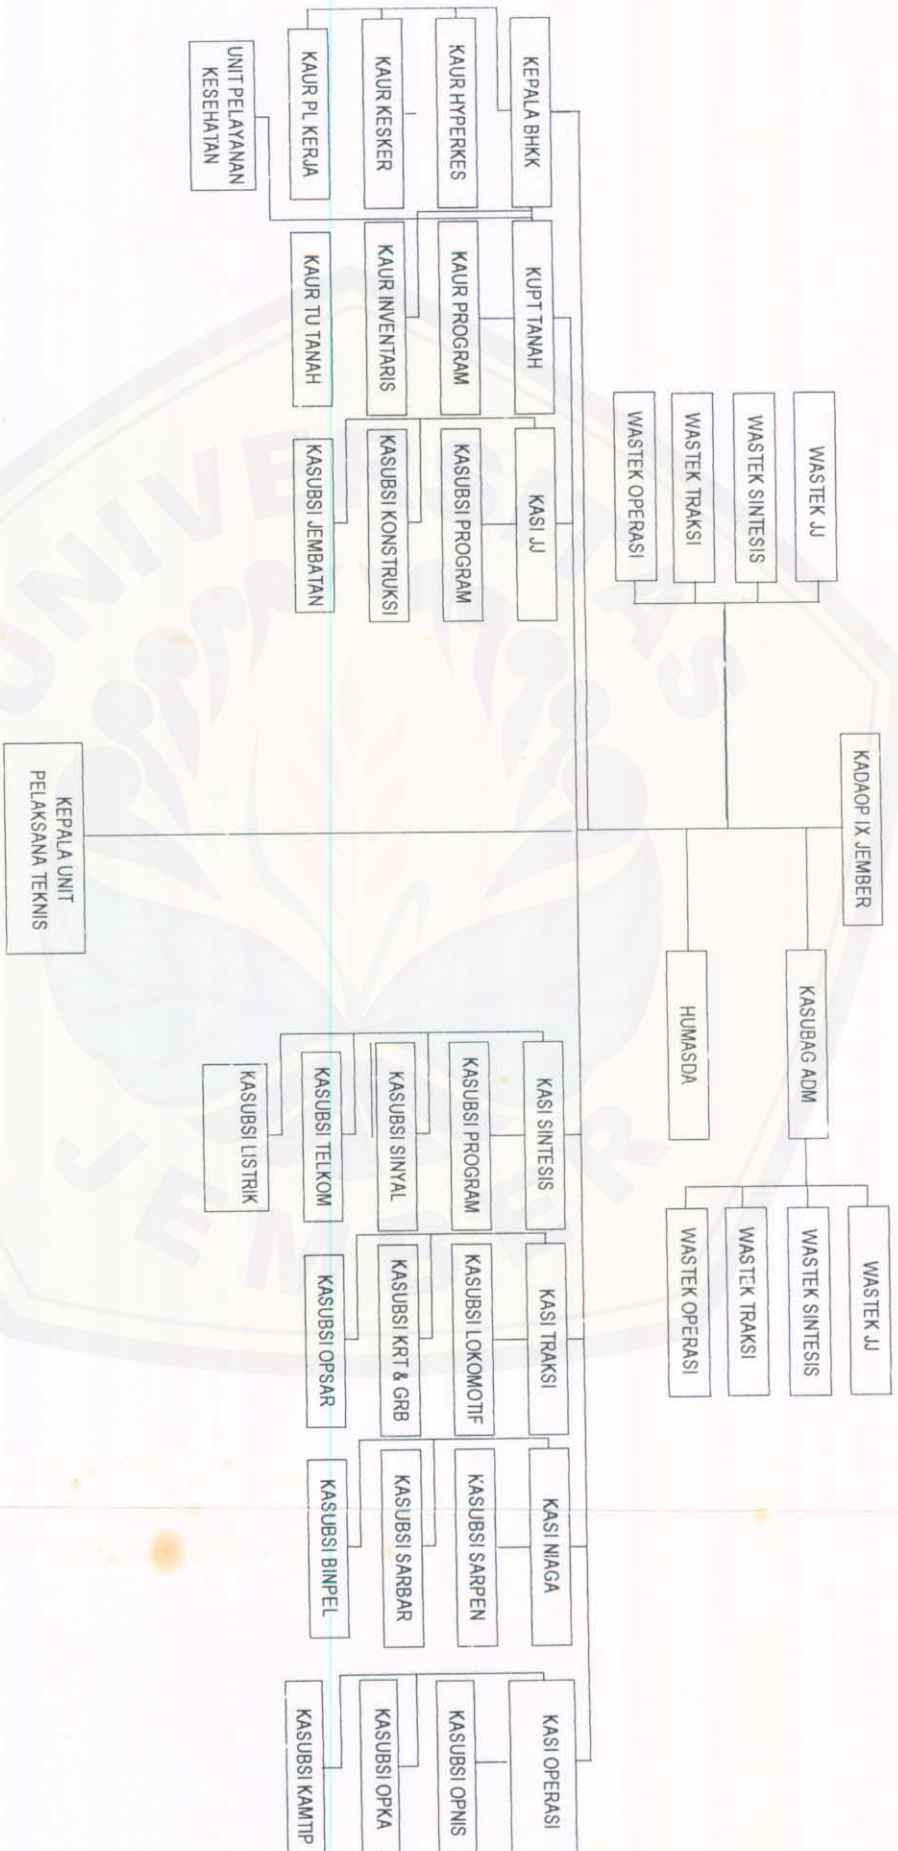 KADAOP IX JEMBER
WASTEK JJ
WASTEK SINTESIS
WASTEK TRAKSI
WASTEK OPERASI
KASUBAG ADM
HUMASDA
WASTEK JJ
WASTEK SINTESIS
WASTEK TRAKSI
WASTEK OPERASI
KEPALA BHKK
KAUR HYPERKES
KAUR KESKER
KAUR PL KERJA
UNIT PELAYANAN
KESEHATAN
KUPT TANAH
KAUR PROGRAM
KAUR INVENTARIS
KAUR TU TANAH
KASI JJ
KASUBSI PROGRAM
KASUBSI KONSTRUKSI
KASUBSI JEMBATAN
KASI SINTESIS
KASUBSI PROGRAM
KASUBSI SINYAL
KASUBSI TELKOM
KASUBSI LISTRIK
KASI TRAKSI
KASUBSI LOKOMOTIF
KASUBSI KRT & GRB
KASUBSI OPSAR
KASI NIAGA
KASUBSI SARPEN
KASUBSI SARBAR
KASUBSI BINPEL
KASI OPERASI
KASUBSI OPNIS
KASUBSI OPKA
KASUBSI KAMTIP
KEPALA UNIT
PELAKSANA TEKNIS
UNIVERSITAS
JEMBER